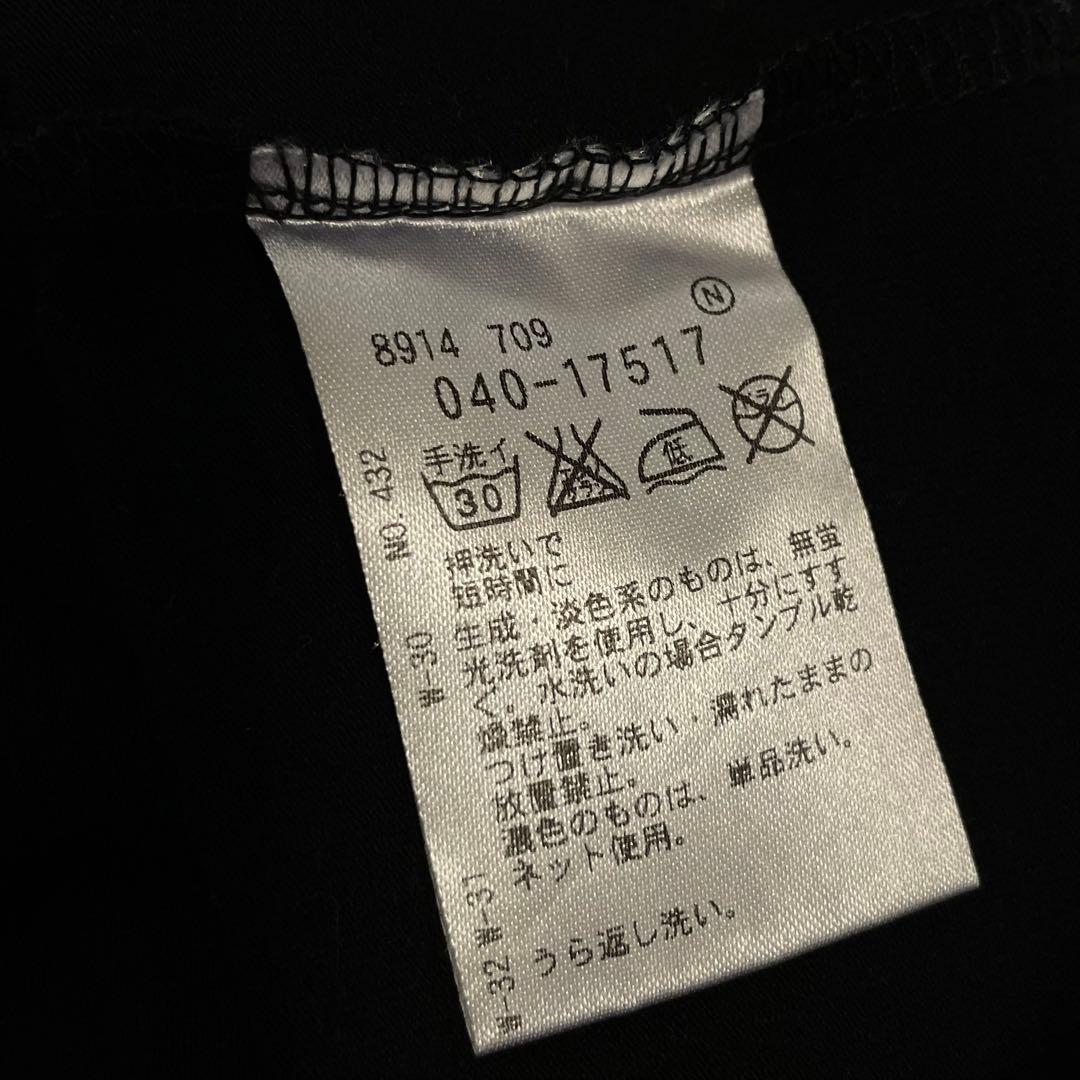 N
8914 709
040-17517
手洗イ
30
低
押洗いで
短時間に
生成・淡色系のものは、無蛍
光洗剤を使用し、十分にすす
ぐ。水洗いの場合タンブル乾
燥禁止。
つけ置き洗い・濡れたままの
放置禁止。
濃色のものは、単品洗い。
ネット使用。
うら返し洗い。
NO.432
W-30
W-31
W-32